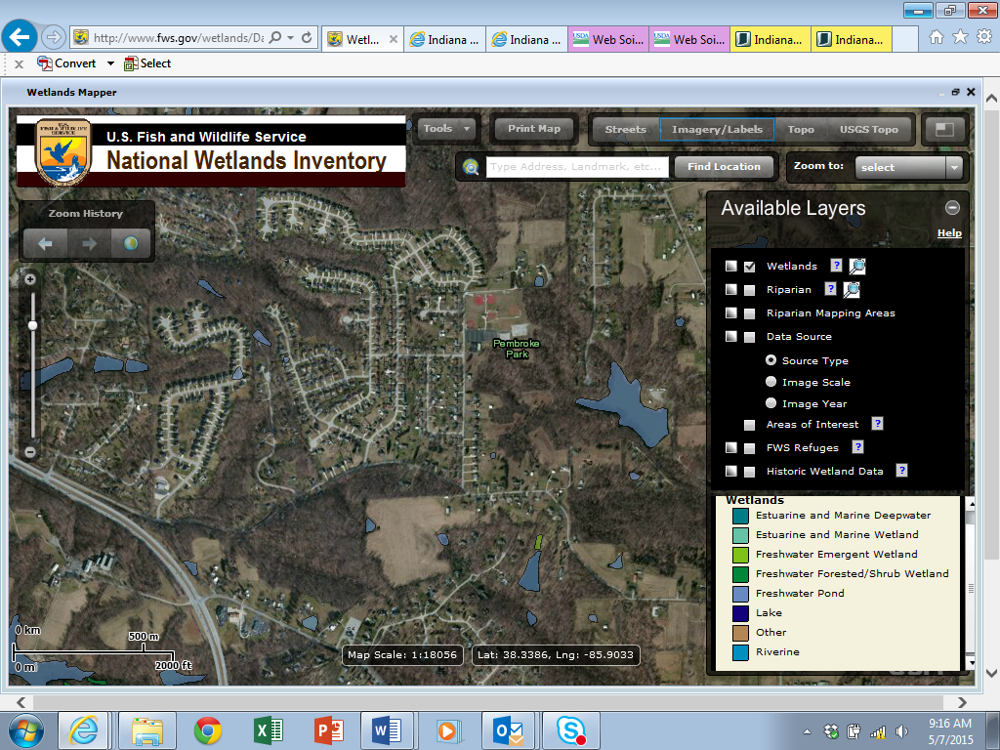 http://www.fws.gov/wetlands/Da
Wetl...
Indiana ...
Indiana ...
USDA Web Soi...
USDA Web Soi...
Indiana...
Indiana...
x Convert Select
Wetlands Mapper
U.S. FISH & WILDLIFE SERVICE
U.S. Fish and Wildlife Service
National Wetlands Inventory
Tools
Print Map
Streets
Imagery/Labels
Topo
USGS Topo
Type Address, Landmark, etc...
Find Location
Zoom to: select
Zoom History
Available Layers
Help
Wetlands ?
Riparian ?
Riparian Mapping Areas
Data Source
Source Type
Image Scale
Image Year
Areas of Interest ?
FWS Refuges ?
Historic Wetland Data ?
Pembroke
Park
Wetlands
Estuarine and Marine Deepwater
Estuarine and Marine Wetland
Freshwater Emergent Wetland
Freshwater Forested/Shrub Wetland
Freshwater Pond
Lake
Other
Riverine
0 km 500 m
0 mi 2000 ft
Map Scale: 1:18056
Lat: 38.3386, Lng: -85.9033
9:16 AM
5/7/2015